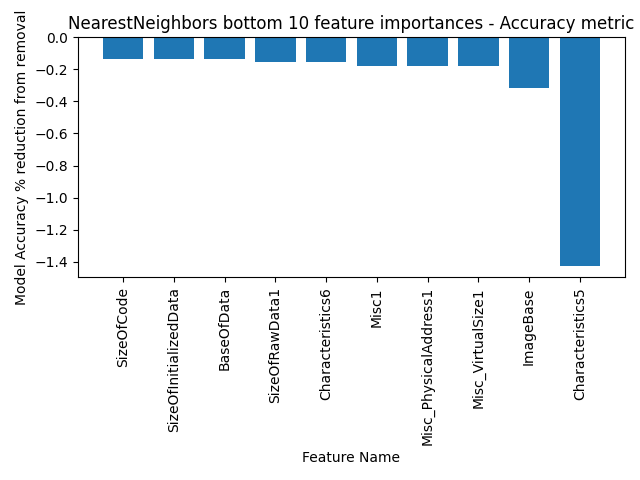 NearestNeighbors bottom 10 feature importances - Accuracy metric
Model Accuracy % reduction from removal
0.0
−0.2
−0.4
−0.6
−0.8
−1.0
−1.2
−1.4
SizeOfCode
SizeOfInitializedData
BaseOfData
SizeOfRawData1
Characteristics6
Misc1
Misc_PhysicalAddress1
Misc_VirtualSize1
ImageBase
Characteristics5
Feature Name